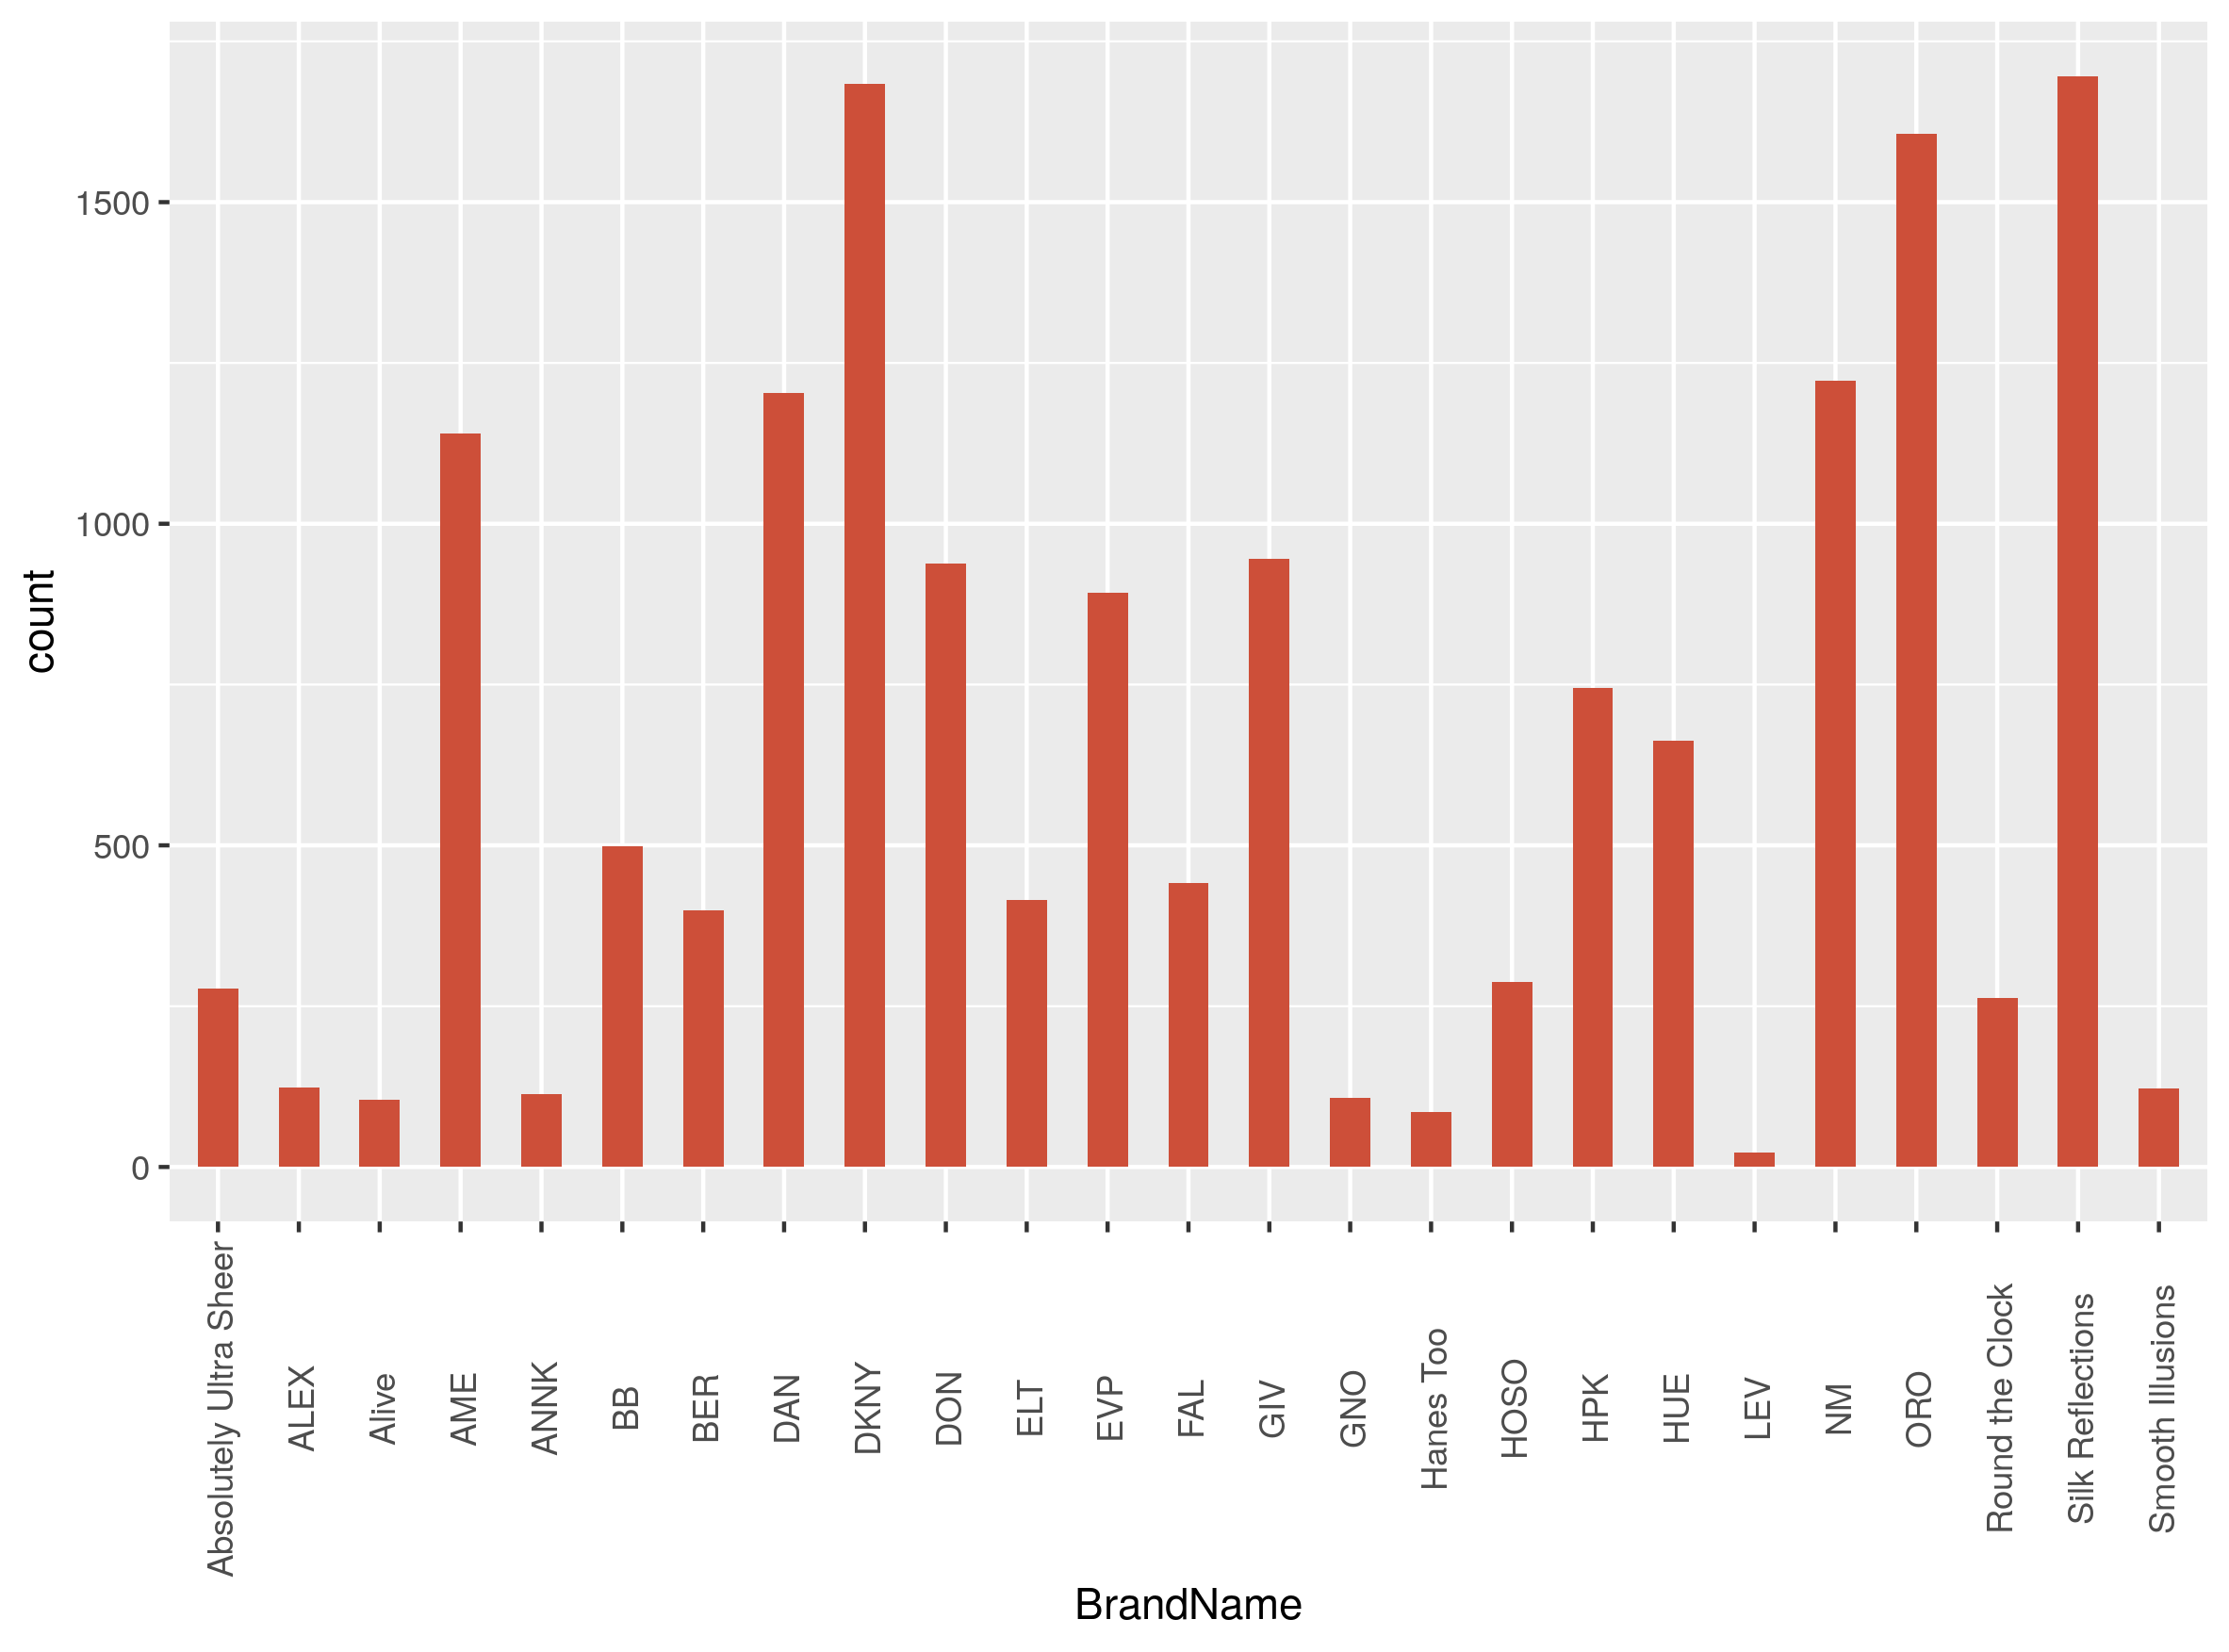 count
1500
1000
500
0
Absolutely Ultra Sheer
ALEX
Alive
AME
ANNK
BB
BER
DAN
DKNY
DON
ELT
EVP
FAL
GIV
GNO
Hanes Too
HOSO
HPK
HUE
LEV
NM
ORO
Round the Clock
Silk Reflections
Smooth Illusions
BrandName